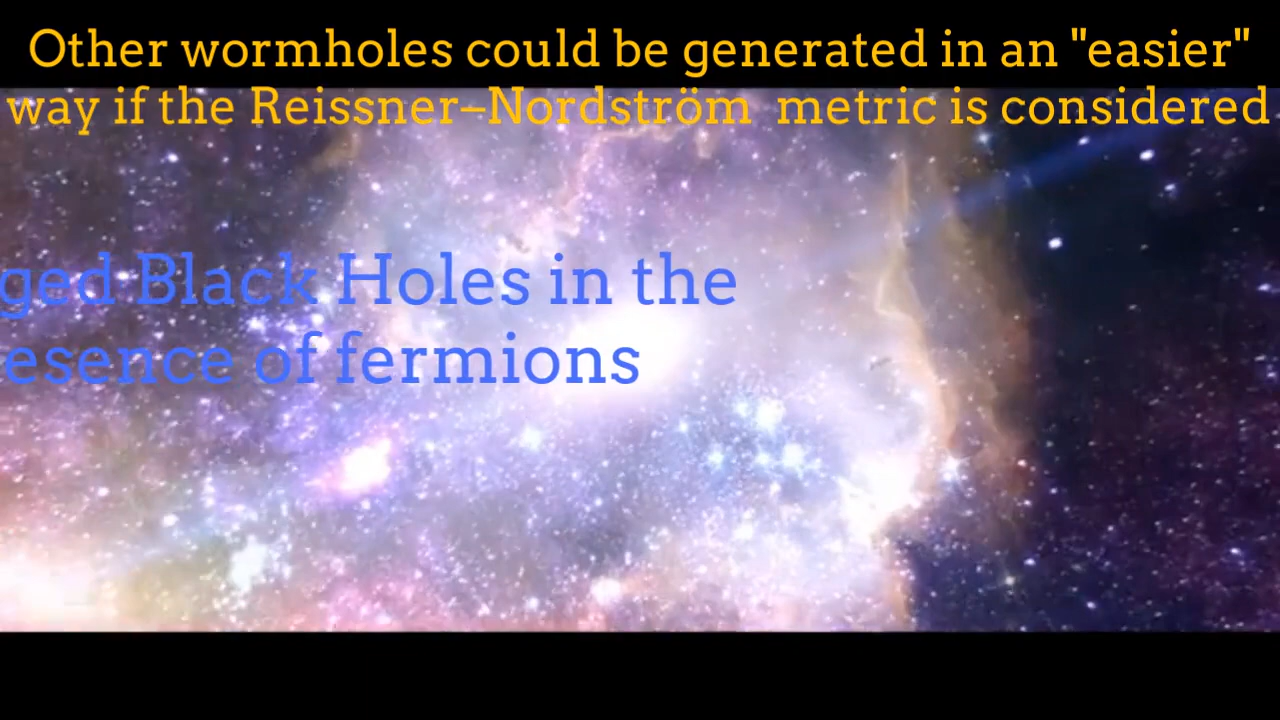 Other wormholes could be generated in an "easier"
way if the Reissner–Nordström metric is considered
ged Black Holes in the
esence of fermions